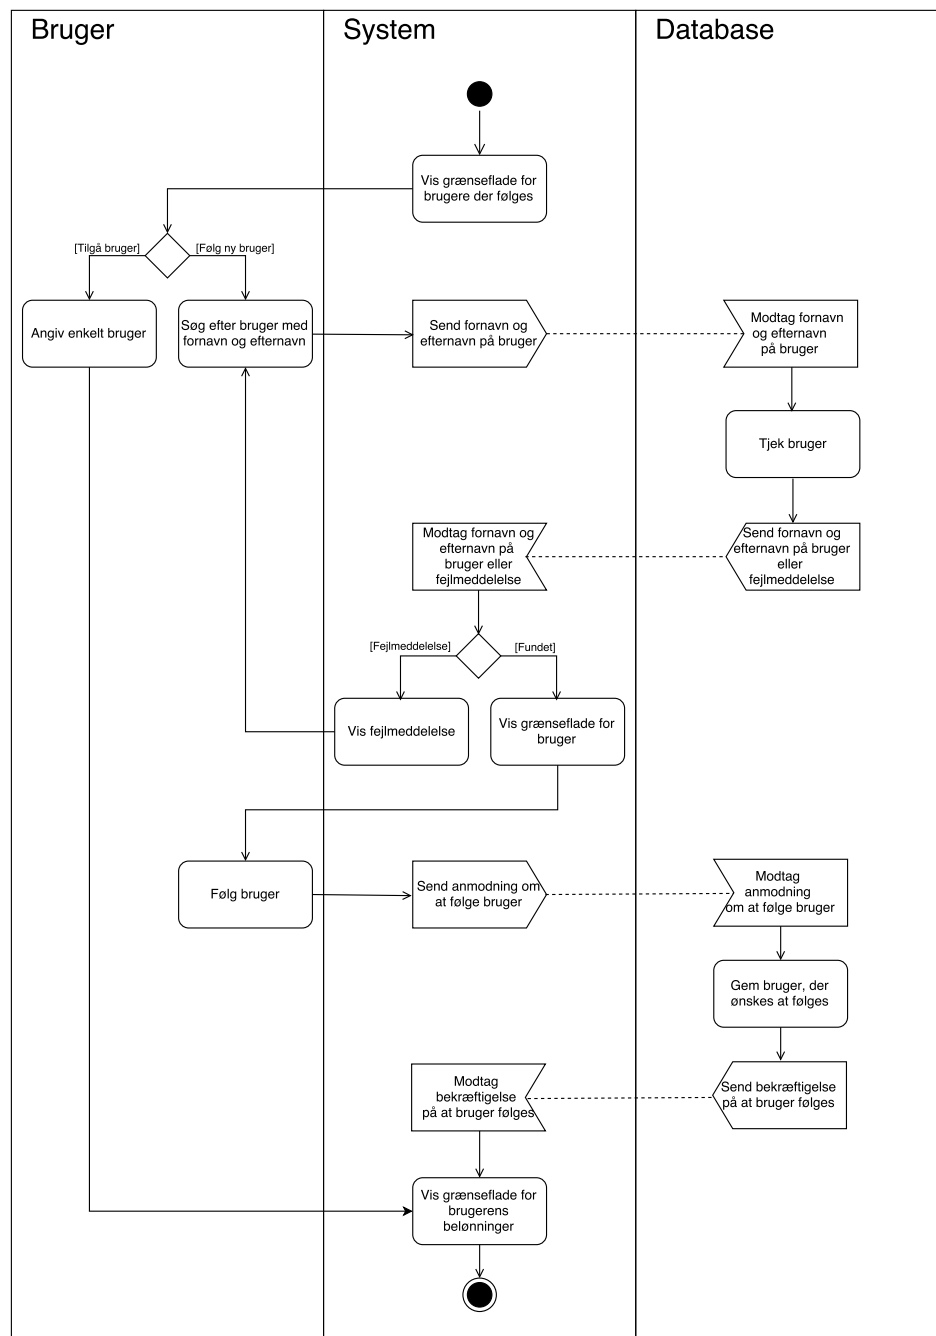 Bruger
System
Database
Vis grænseflade for
brugere der følges
[Tilgå bruger]
[Følg ny bruger]
Angiv enkelt bruger
Søg efter bruger med
fornavn og efternavn
Send fornavn og
efternavn på bruger
Modtag fornavn
og efternavn
på bruger
Tjek bruger
Modtag fornavn og
efternavn på
bruger eller
fejlmeddelelse
Send fornavn og
efternavn på bruger
eller
fejlmeddelelse
[Fejlmeddelelse]
[Fundet]
Vis fejlmeddelelse
Vis grænseflade for
bruger
Følg bruger
Send anmodning om
at følge bruger
Modtag
anmodning
om at følge bruger
Gem bruger, der
ønskes at følges
Modtag
bekræftigelse
på at bruger følges
Send bekræftigelse
på at bruger følges
Vis grænseflade for
brugerens
belønninger